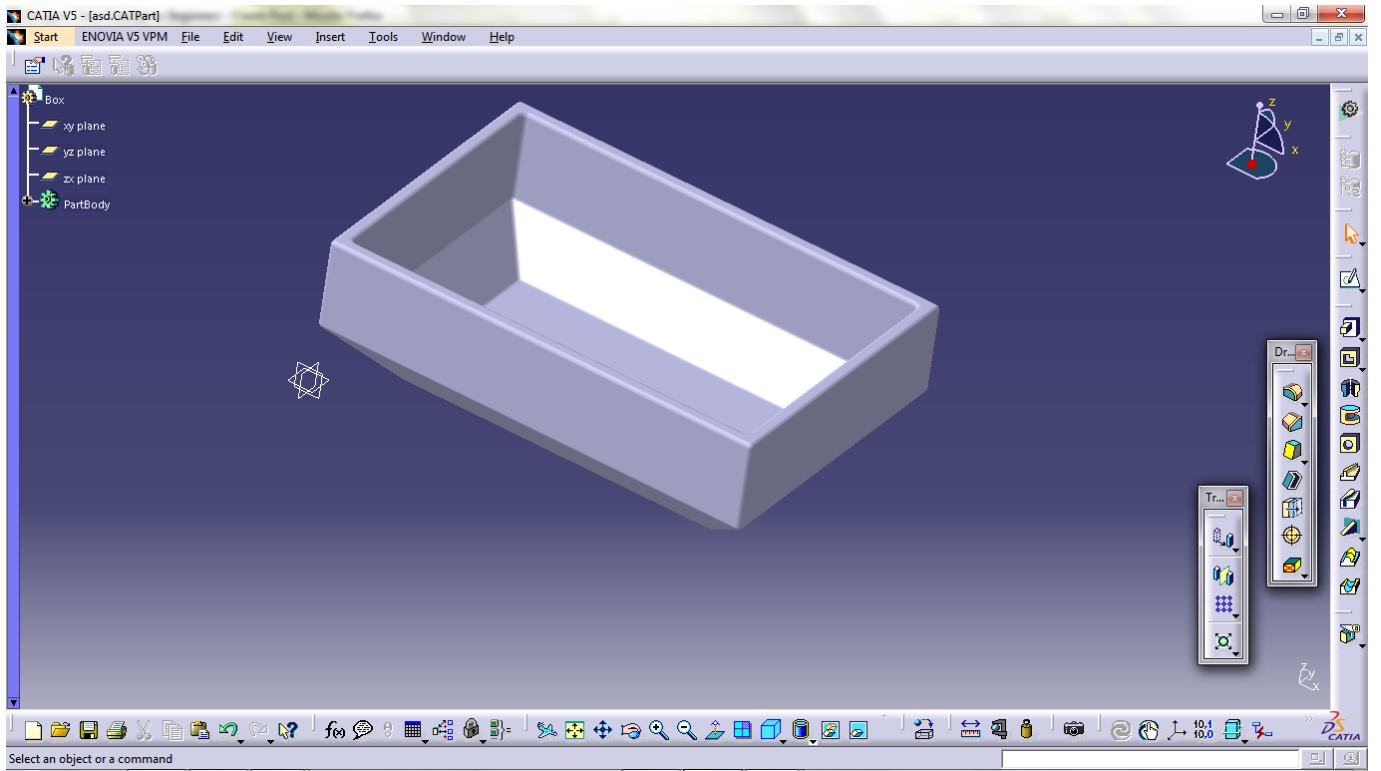 CATIA V5 - [asd.CATPart]
Start ENOVIA V5 VPM File Edit View Insert Tools Window Help
Box
xy plane
yz plane
zx plane
PartBody
z
y
x
Dr...
Tr...
z
y
x
f(x)
10,1
10,0
DS
CATIA
Select an object or a command